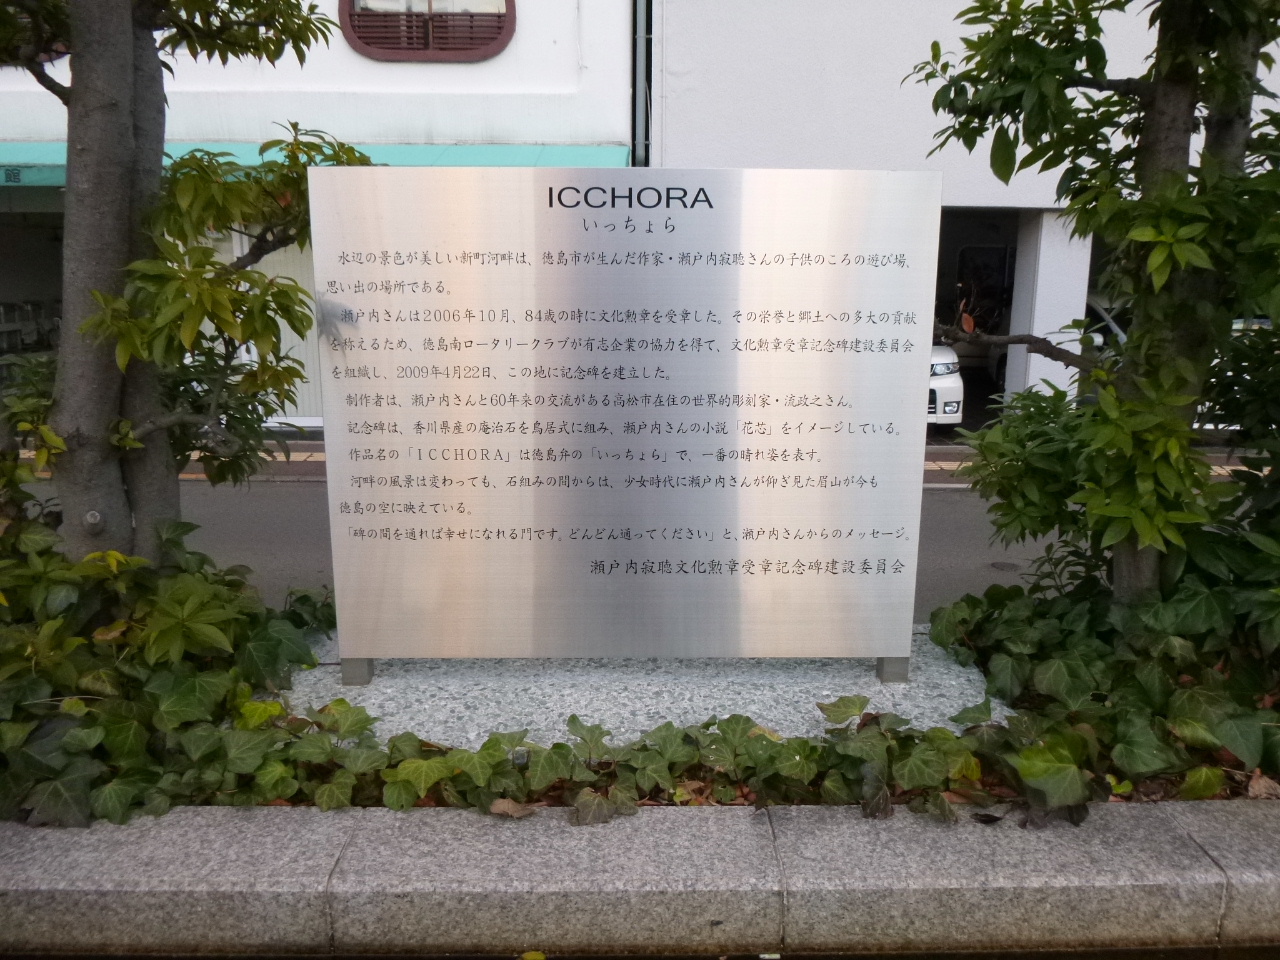 館
ICCHORA
いっちょら
水辺の景色が美しい新町河畔は、徳島市が生んだ作家・瀬戸内寂聴さんの子供のころの遊び場、
思い出の場所である。
瀬戸内さんは2006年10月、84歳の時に文化勲章を受章した。その栄誉と郷土への多大の貢献
を称えるため、徳島南ロータリークラブが有志企業の協力を得て、文化勲章受章記念碑建設委員会
を組織し、2009年4月22日、この地に記念碑を建立した。
制作者は、瀬戸内さんと60年来の交流がある高松市在住の世界的彫刻家・流政之さん。
記念碑は、香川県産の庵治石を鳥居式に組み、瀬戸内さんの小説「花芯」をイメージしている。
作品名の「ICCHORA」は徳島弁の「いっちょら」で、一番の晴れ姿を表す。
河畔の風景は変わっても、石組みの間からは、少女時代に瀬戸内さんが仰ぎ見た眉山が今も
徳島の空に映えている。
「碑の間を通れば幸せになれる門です。どんどん通ってください」と、瀬戸内さんからのメッセージ。
瀬戸内寂聴文化勲章受章記念碑建設委員会